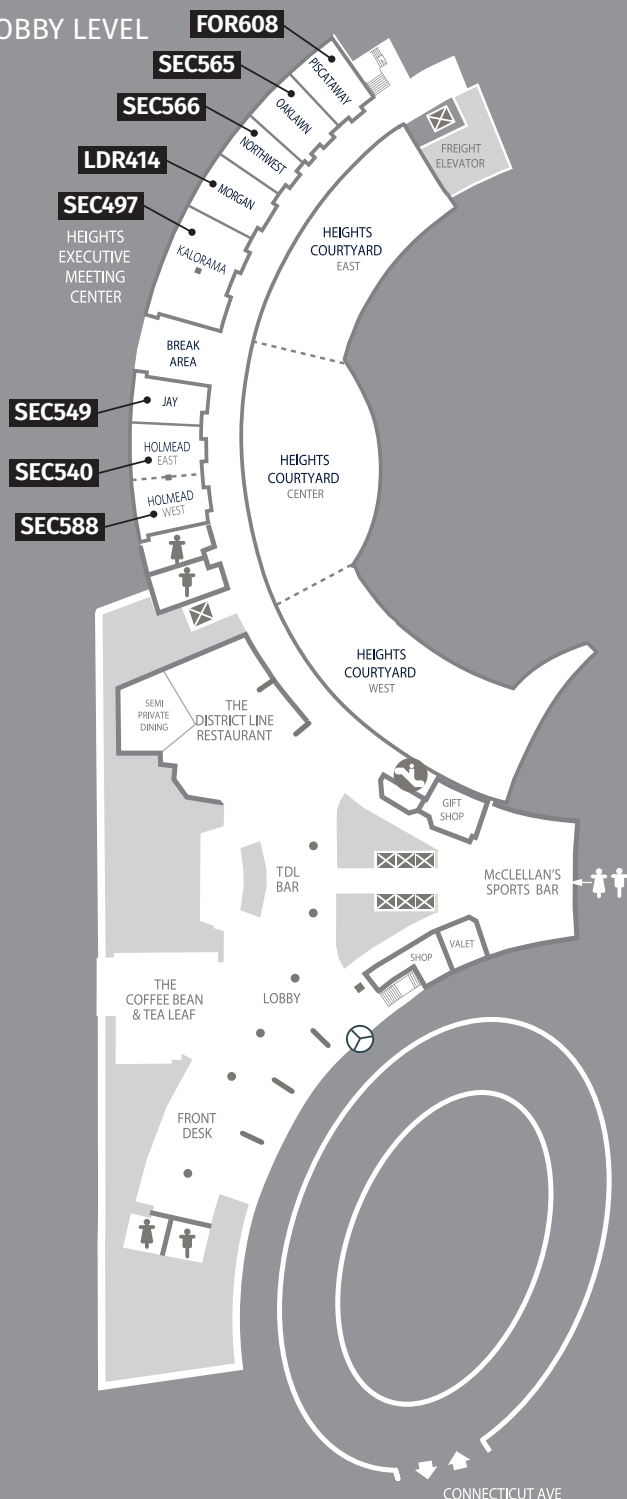 OBBY LEVEL
FOR608
SEC565
SEC566
LDR414
SEC497
HEIGHTS
EXECUTIVE
MEETING
CENTER
PISCATAWAY
OAKLAWN
NORTHWEST
MORGAN
KALORAMA
FREIGHT
ELEVATOR
HEIGHTS
COURTYARD
EAST
BREAK
AREA
SEC549
JAY
SEC540
HOLMEAD
EAST
SEC588
HOLMEAD
WEST
HEIGHTS
COURTYARD
CENTER
HEIGHTS
COURTYARD
WEST
SEMI
PRIVATE
DINING
THE
DISTRICT LINE
RESTAURANT
GIFT
SHOP
TDL
BAR
McCLELLAN'S
SPORTS BAR
SHOP
VALET
THE
COFFEE BEAN
& TEA LEAF
LOBBY
FRONT
DESK
CONNECTICUT AVE